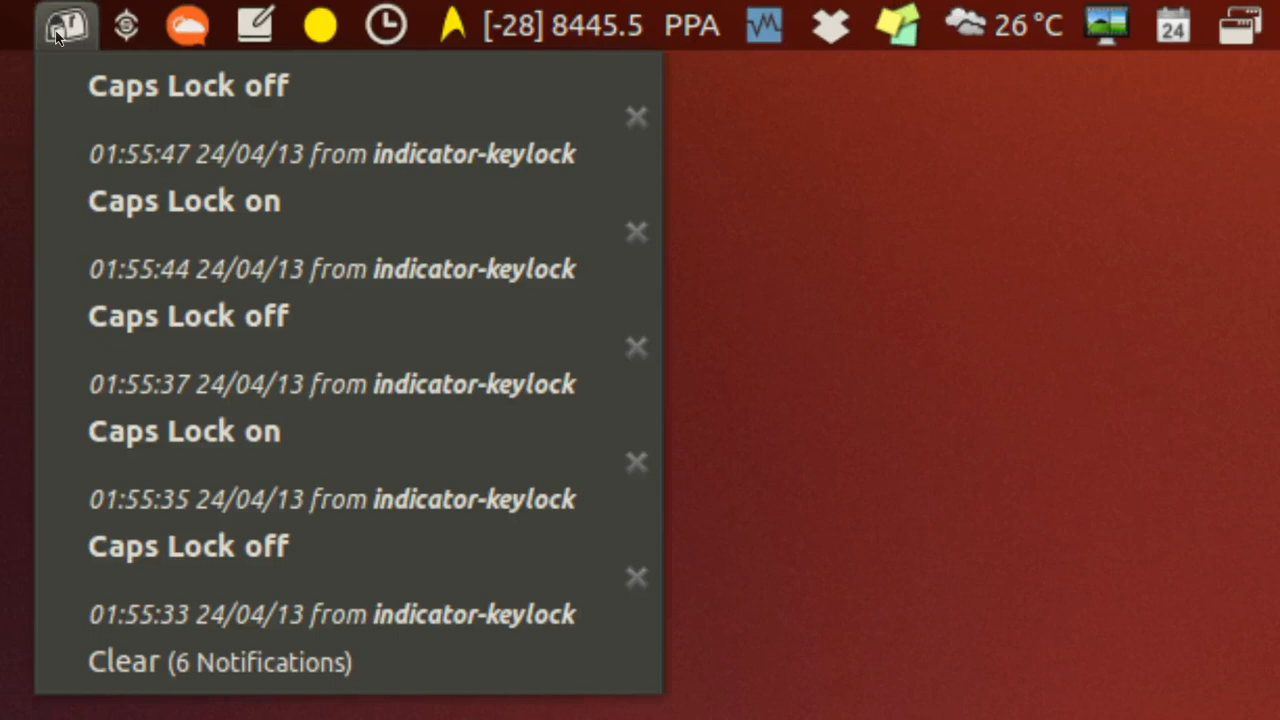 [-28] 8445.5 PPA 26 °C 24
Caps Lock off
01:55:47 24/04/13 from indicator-keylock
Caps Lock on
01:55:44 24/04/13 from indicator-keylock
Caps Lock off
01:55:37 24/04/13 from indicator-keylock
Caps Lock on
01:55:35 24/04/13 from indicator-keylock
Caps Lock off
01:55:33 24/04/13 from indicator-keylock
Clear (6 Notifications)